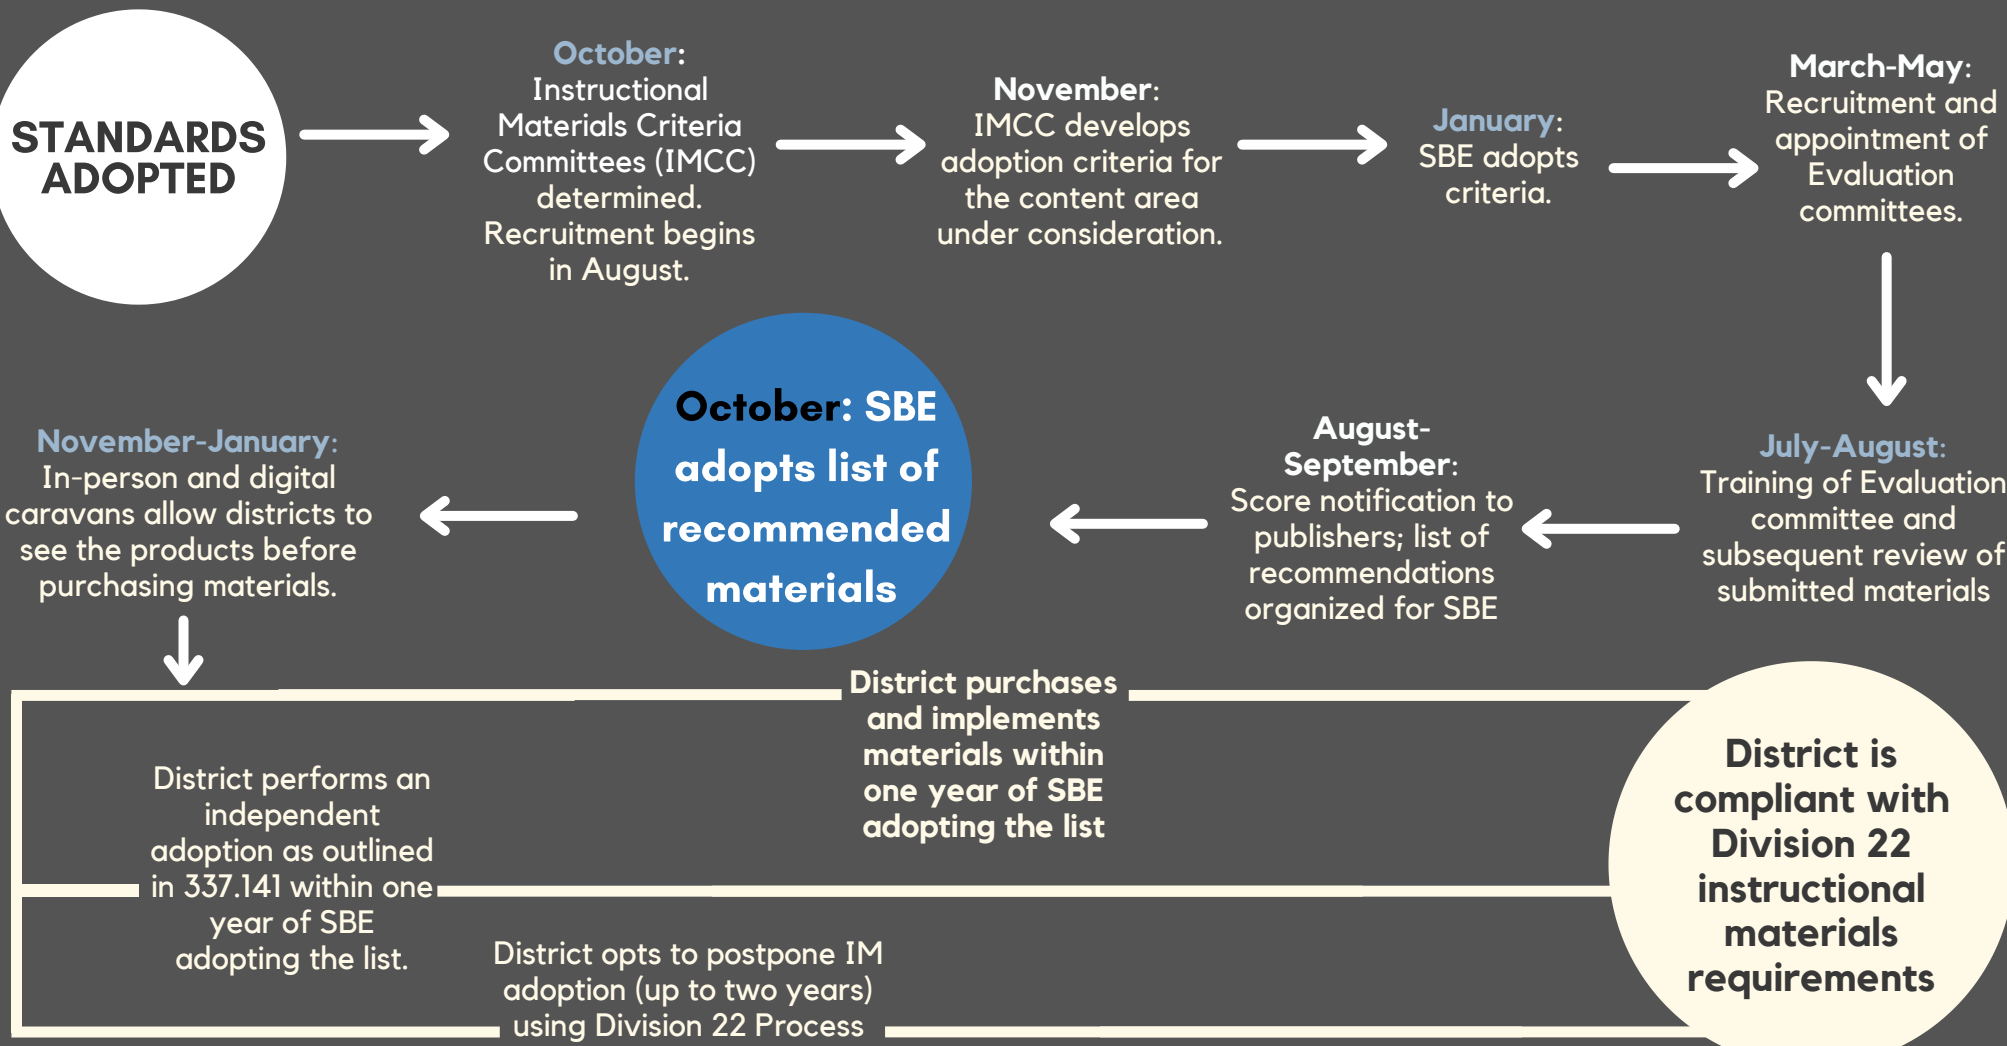 STANDARDS
ADOPTED
October:
Instructional
Materials Criteria
Committees (IMCC)
determined.
Recruitment begins
in August.
November:
IMCC develops
adoption criteria for
the content area
under consideration.
January:
SBE adopts
criteria.
March-May:
Recruitment and
appointment of
Evaluation
committees.
July-August:
Training of Evaluation
committee and
subsequent review of
submitted materials
August-
September:
Score notification to
publishers; list of
recommendations
organized for SBE
October: SBE
adopts list of
recommended
materials
November-January:
In-person and digital
caravans allow districts to
see the products before
purchasing materials.
District purchases
and implements
materials within
one year of SBE
adopting the list
District performs an
independent
adoption as outlined
in 337.141 within one
year of SBE
adopting the list.
District opts to postpone IM
adoption (up to two years)
using Division 22 Process
District is
compliant with
Division 22
instructional
materials
requirements